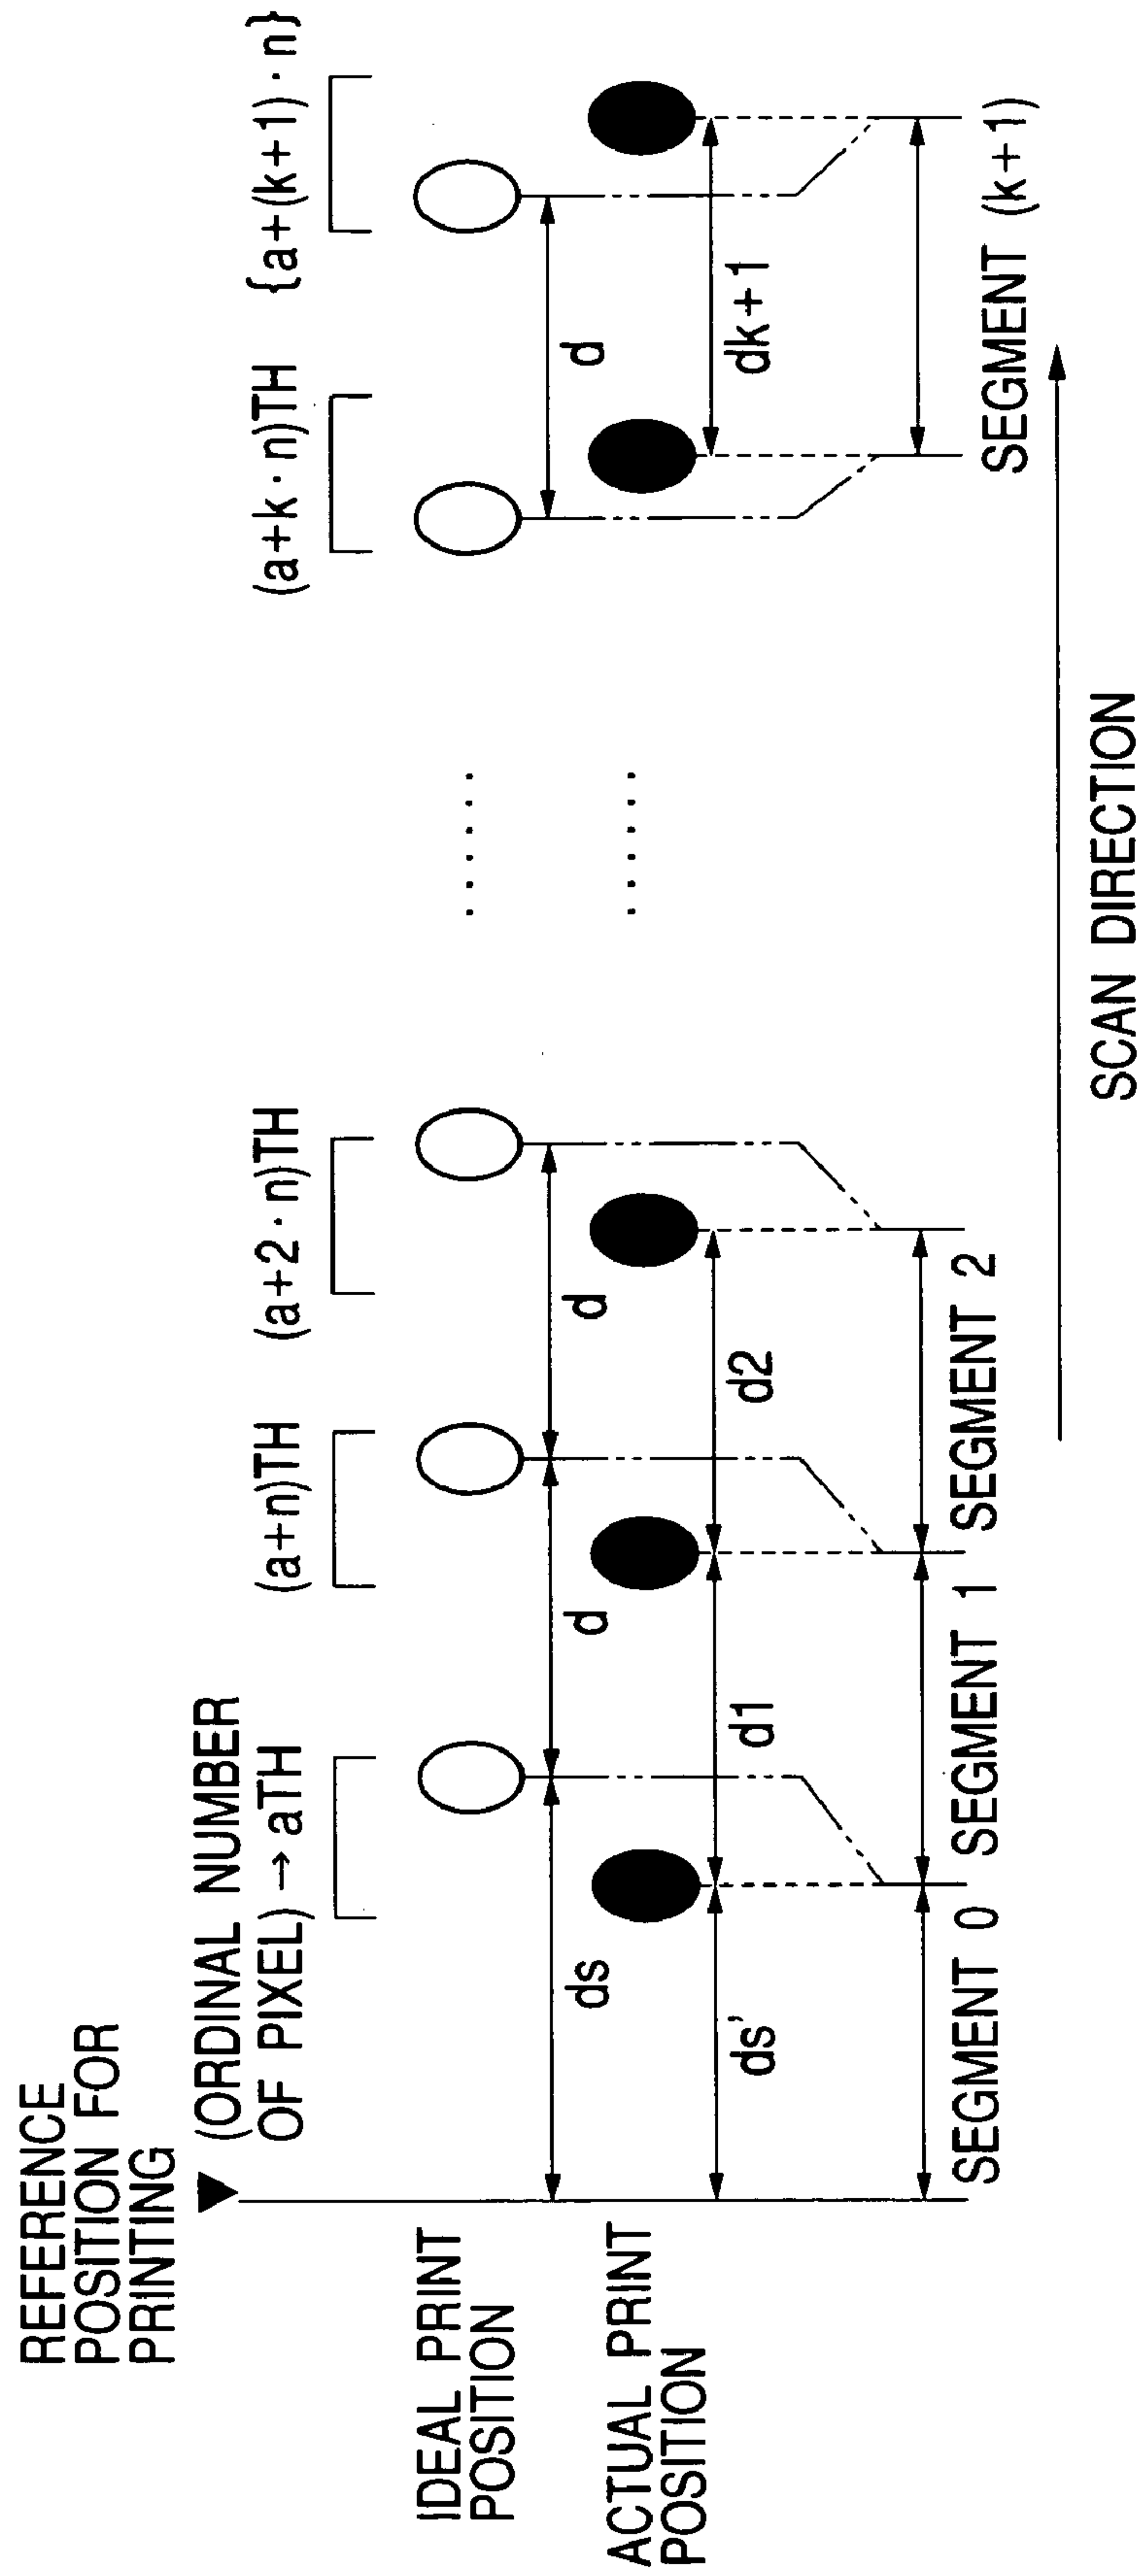 REFERENCE
POSITION FOR
PRINTING
(ORDINAL NUMBER
OF PIXEL) → aTH
(a+n)TH
(a+2·n)TH
(a+k·n)TH
{a+(k+1)·n}
IDEAL PRINT
POSITION
ds
d
d
......
d
ACTUAL PRINT
POSITION
ds'
d1
d2
......
dk+1
SEGMENT 0
SEGMENT 1
SEGMENT 2
SEGMENT (k+1)
SCAN DIRECTION